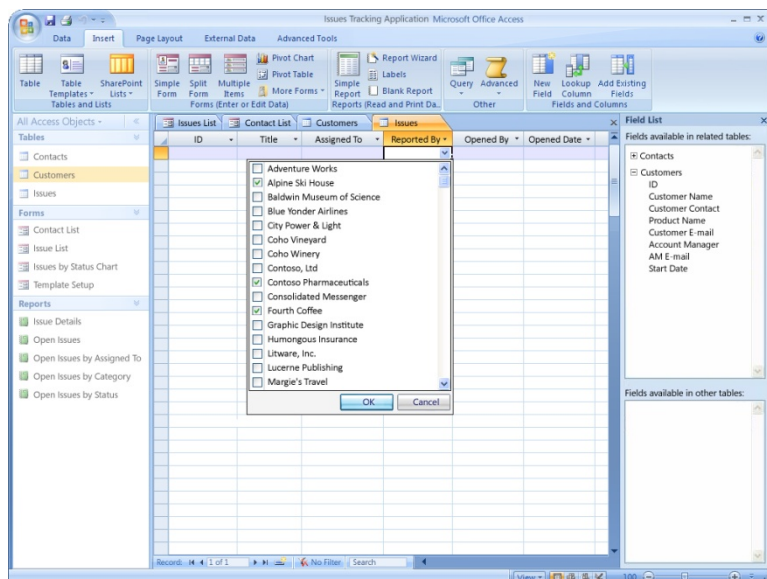 Issues Tracking Application Microsoft Office Access
Data Insert Page Layout External Data Advanced Tools
Table
Table Templates
SharePoint Lists
Tables and Lists
Simple Form
Split Form
Multiple Items
Pivot Chart
Pivot Table
More Forms
Forms (Enter or Edit Data)
Simple Report
Report Wizard
Labels
Blank Report
Reports (Read and Print Da..
Query
Advanced
Other
New Field
Lookup Column
Add Existing Fields
Fields and Columns
All Access Objects
Tables
Contacts
Customers
Issues
Forms
Contact List
Issue List
Issues by Status Chart
Template Setup
Reports
Issue Details
Open Issues
Open Issues by Assigned To
Open Issues by Category
Open Issues by Status
Issues List Contact List Customers Issues
ID Title Assigned To Reported By Opened By Opened Date
Adventure Works
Alpine Ski House
Baldwin Museum of Science
Blue Yonder Airlines
City Power & Light
Coho Vineyard
Coho Winery
Contoso, Ltd
Contoso Pharmaceuticals
Consolidated Messenger
Fourth Coffee
Graphic Design Institute
Humongous Insurance
Litware, Inc.
Lucerne Publishing
Margie's Travel
OK Cancel
Field List
Fields available in related tables:
Contacts
Customers
ID
Customer Name
Customer Contact
Product Name
Customer E-mail
Account Manager
AM E-mail
Start Date
Fields available in other tables:
Record: 1 of 1 No Filter Search
View 100